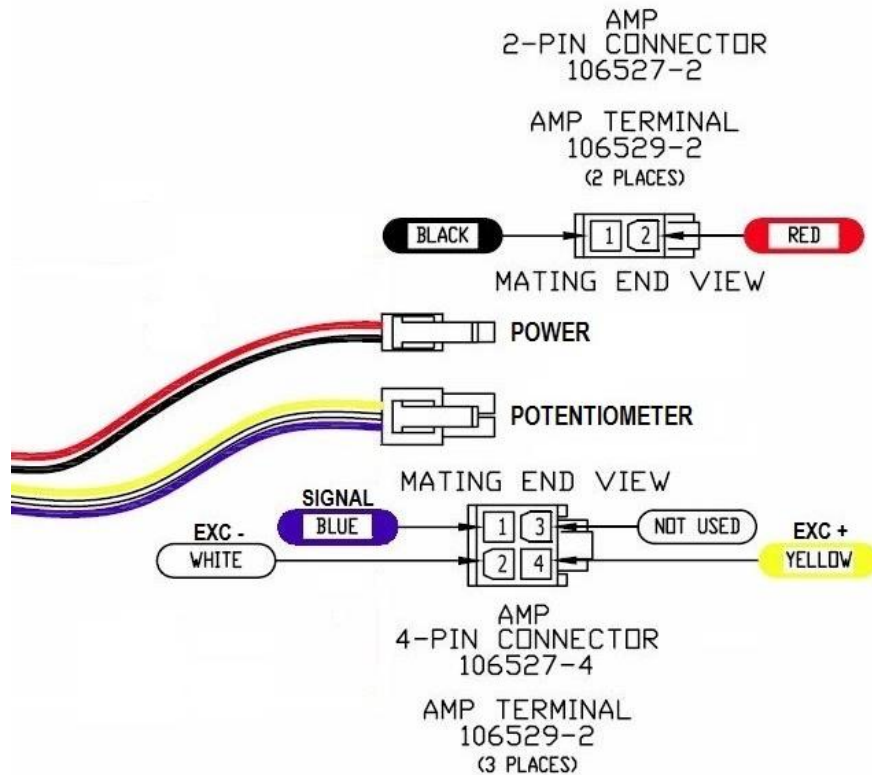 AMP
2-PIN CONNECTOR
106527-2
AMP TERMINAL
106529-2
(2 PLACES)
BLACK
1 2
RED
MATING END VIEW
POWER
POTENTIOMETER
MATING END VIEW
SIGNAL
BLUE
1 3
NOT USED
EXC -
WHITE
2 4
EXC +
YELLOW
AMP
4-PIN CONNECTOR
106527-4
AMP TERMINAL
106529-2
(3 PLACES)